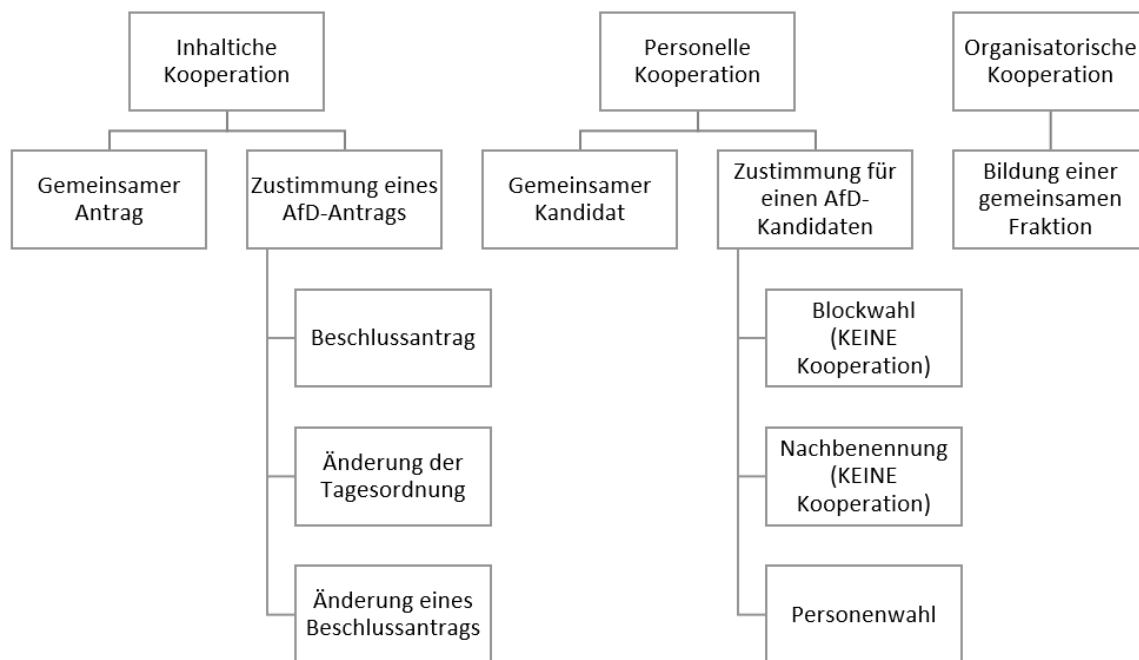 Inhaltiche
Kooperation
Personelle
Kooperation
Organisatorische
Kooperation
Gemeinsamer
Antrag
Zustimmung eines
AfD-Antrags
Gemeinsamer
Kandidat
Zustimmung für
einen AfD-
Kandidaten
Bildung einer
gemeinsamen
Fraktion
Beschlussantrag
Blockwahl
(KEINE
Kooperation)
Änderung der
Tagesordnung
Nachbenennung
(KEINE
Kooperation)
Änderung eines
Beschlussantrags
Personenwahl